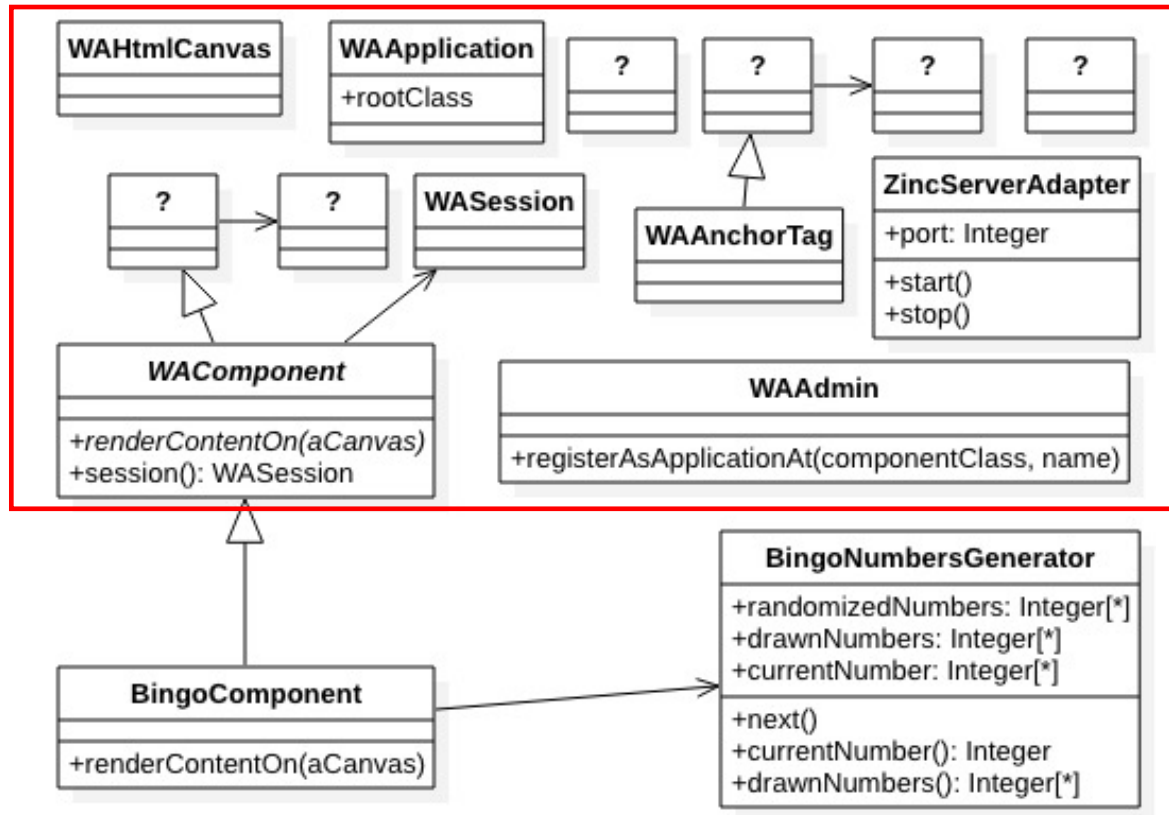 WAHtmlCanvas
WAApplication
+rootClass
?
?
?
?
?
?
WASession
WAAnchorTag
ZincServerAdapter
+port: Integer
+start()
+stop()
WAComponent
+renderContentOn(aCanvas)
+session(): WASession
WAAdmin
+registerAsApplicationAt(componentClass, name)
BingoComponent
+renderContentOn(aCanvas)
BingoNumbersGenerator
+randomizedNumbers: Integer[*]
+drawnNumbers: Integer[*]
+currentNumber: Integer[*]
+next()
+currentNumber(): Integer
+drawnNumbers(): Integer[*]